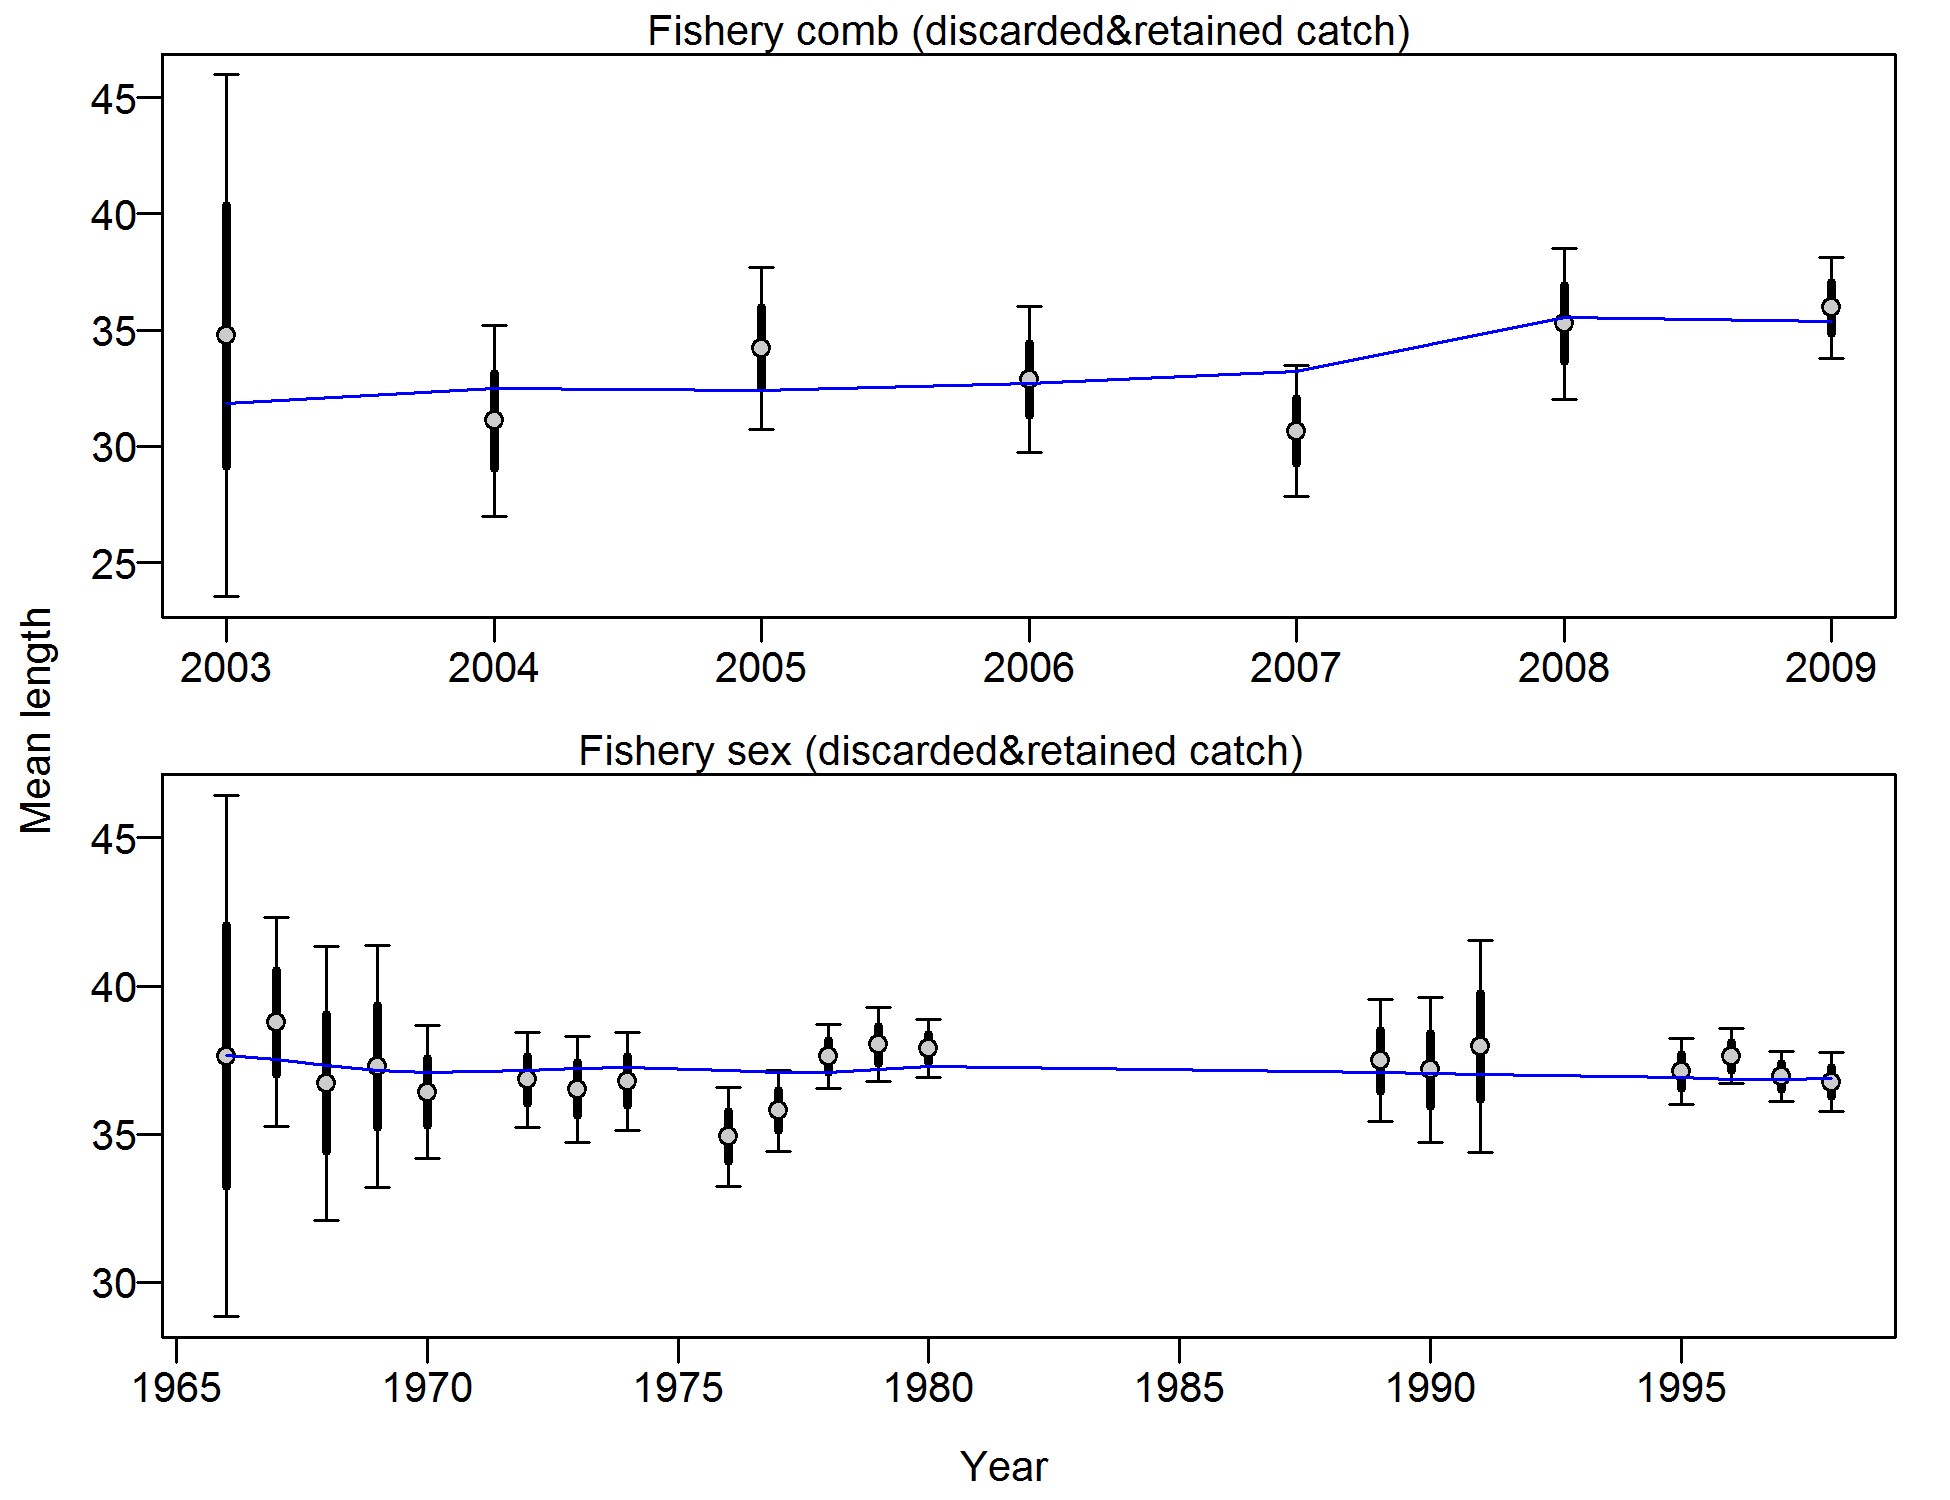 Fishery comb (discarded&retained catch)
45
40
35
30
25
2003 2004 2005 2006 2007 2008 2009
Mean length
Fishery sex (discarded&retained catch)
45
40
35
30
1965 1970 1975 1980 1985 1990 1995
Year